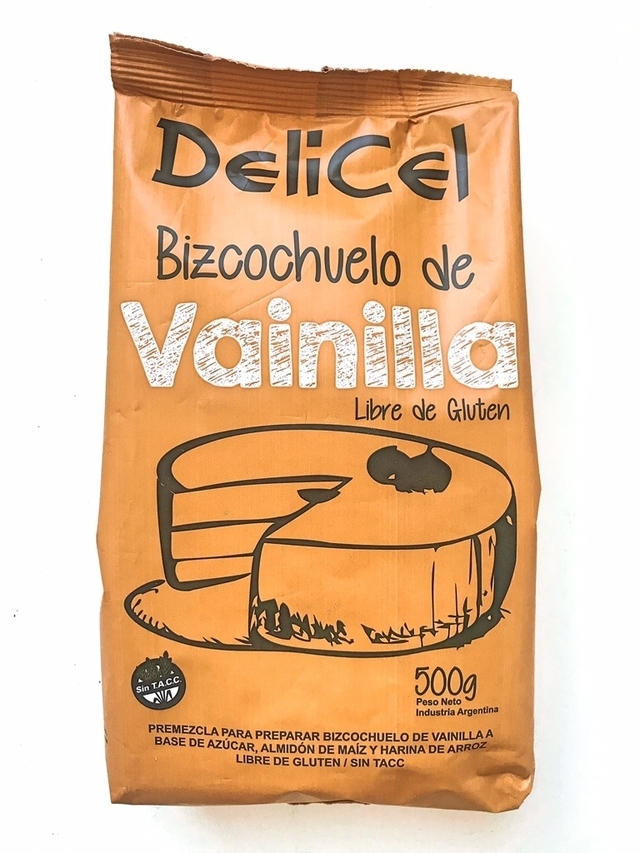 DeliCel
Bizcochuelo de
Vainilla
Libre de Gluten
Sin T.A.C.C.
500g
Peso Neto
Industria Argentina
PREMEZCLA PARA PREPARAR BIZCOCHUELO DE VAINILLA A
BASE DE AZÚCAR, ALMIDÓN DE MAÍZ Y HARINA DE ARROZ
LIBRE DE GLUTEN / SIN TACC